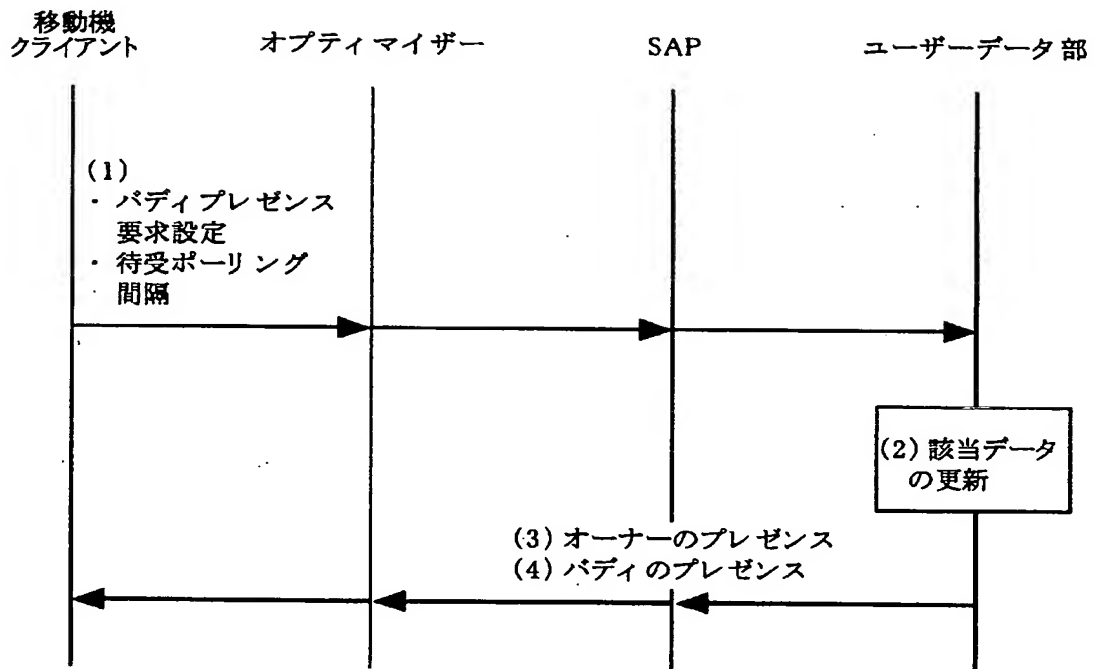 移動機
クライアント
オプティマイザー
SAP
ユーザーデータ部
(1)
・ バディプレゼンス
要求設定
・ 待受ポーリング
間隔
(2) 該当データ
の更新
(3) オーナーのプレゼンス
(4) バディのプレゼンス